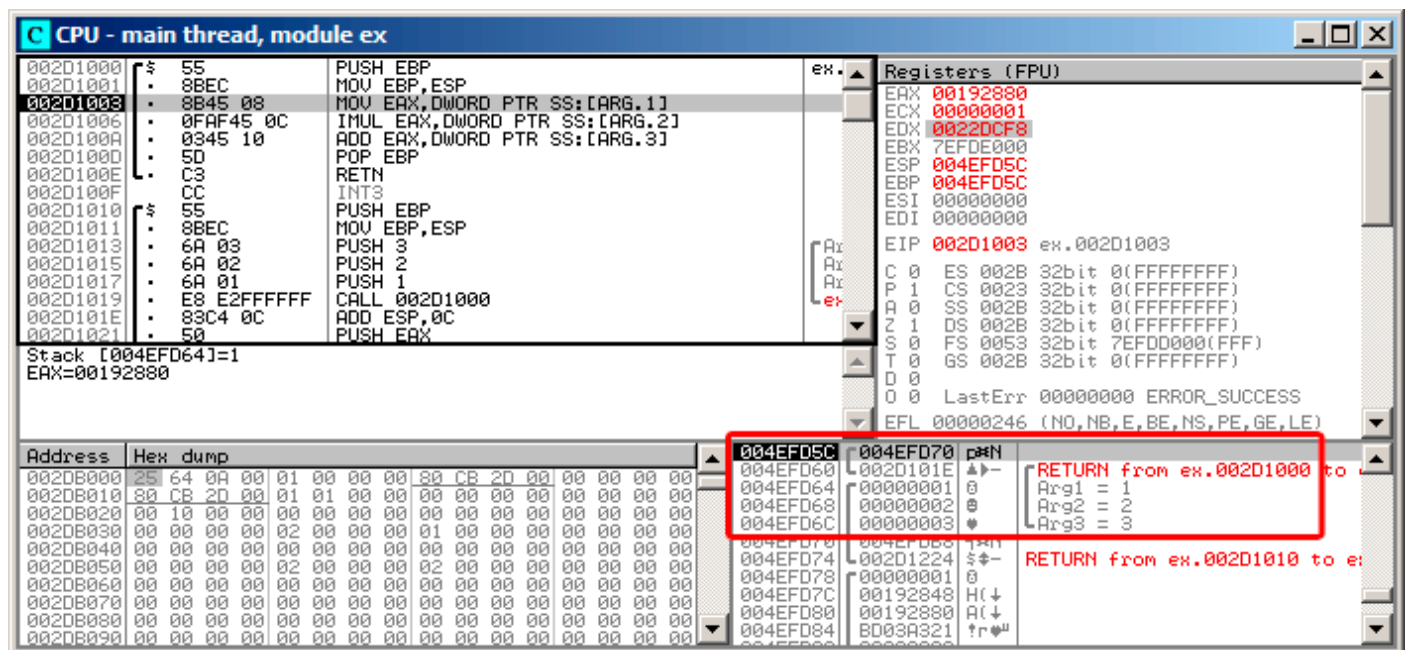 C CPU - main thread, module ex
002D1000 $ 55 PUSH EBP ex.
002D1001 . 8BEC MOV EBP,ESP
002D1003 . 8B45 08 MOV EAX,DWORD PTR SS:[ARG.1]
002D1006 . 0FAF45 0C IMUL EAX,DWORD PTR SS:[ARG.2]
002D100A . 0345 10 ADD EAX,DWORD PTR SS:[ARG.3]
002D100D . 5D POP EBP
002D100E . C3 RETN
002D100F CC INT3
002D1010 $ 55 PUSH EBP
002D1011 . 8BEC MOV EBP,ESP
002D1013 . 6A 03 PUSH 3
002D1015 . 6A 02 PUSH 2
002D1017 . 6A 01 PUSH 1
002D1019 . E8 E2FFFFFF CALL 002D1000
002D101E . 83C4 0C ADD ESP,0C
002D1021 . 50 PUSH EAX
Stack [004EFD64]=1
EAX=00192880
Registers (FPU)
EAX 00192880
ECX 00000001
EDX 0022DCF8
EBX 7EFDE000
ESP 004EFD5C
EBP 004EFD5C
ESI 00000000
EDI 00000000
EIP 002D1003 ex.002D1003
C 0 ES 002B 32bit 0(FFFFFFFF)
P 1 CS 0023 32bit 0(FFFFFFFF)
A 0 SS 002B 32bit 0(FFFFFFFF)
Z 1 DS 002B 32bit 0(FFFFFFFF)
S 0 FS 0053 32bit 7EFDD000(FFF)
T 0 GS 002B 32bit 0(FFFFFFFF)
D 0
O 0 LastErr 00000000 ERROR_SUCCESS
EFL 00000246 (NO,NB,E,BE,NS,PE,GE,LE)
Address Hex dump
002DB000 25 64 0A 00 01 00 00 00 80 CB 2D 00 00 00 00 00
002DB010 80 CB 2D 00 01 01 00 00 00 00 00 00 00 00 00 00
002DB020 00 10 00 00 00 00 00 00 00 00 00 00 00 00 00 00
002DB030 00 00 00 00 02 00 00 00 01 00 00 00 00 00 00 00
002DB040 00 00 00 00 00 00 00 00 00 00 00 00 00 00 00 00
002DB050 00 00 00 00 02 00 00 00 02 00 00 00 00 00 00 00
002DB060 00 00 00 00 00 00 00 00 00 00 00 00 00 00 00 00
002DB070 00 00 00 00 00 00 00 00 00 00 00 00 00 00 00 00
002DB080 00 00 00 00 00 00 00 00 00 00 00 00 00 00 00 00
002DB090 00 00 00 00 00 00 00 00 00 00 00 00 00 00 00 00
004EFD5C 004EFD70
004EFD60 002D101E RETURN from ex.002D1000 to
004EFD64 00000001 Arg1 = 1
004EFD68 00000002 Arg2 = 2
004EFD6C 00000003 Arg3 = 3
004EFD70 004EFDB8
004EFD74 002D1224 RETURN from ex.002D1010 to
004EFD78 00000001
004EFD7C 00192848 H(↓
004EFD80 00192880
004EFD84 BD03A321